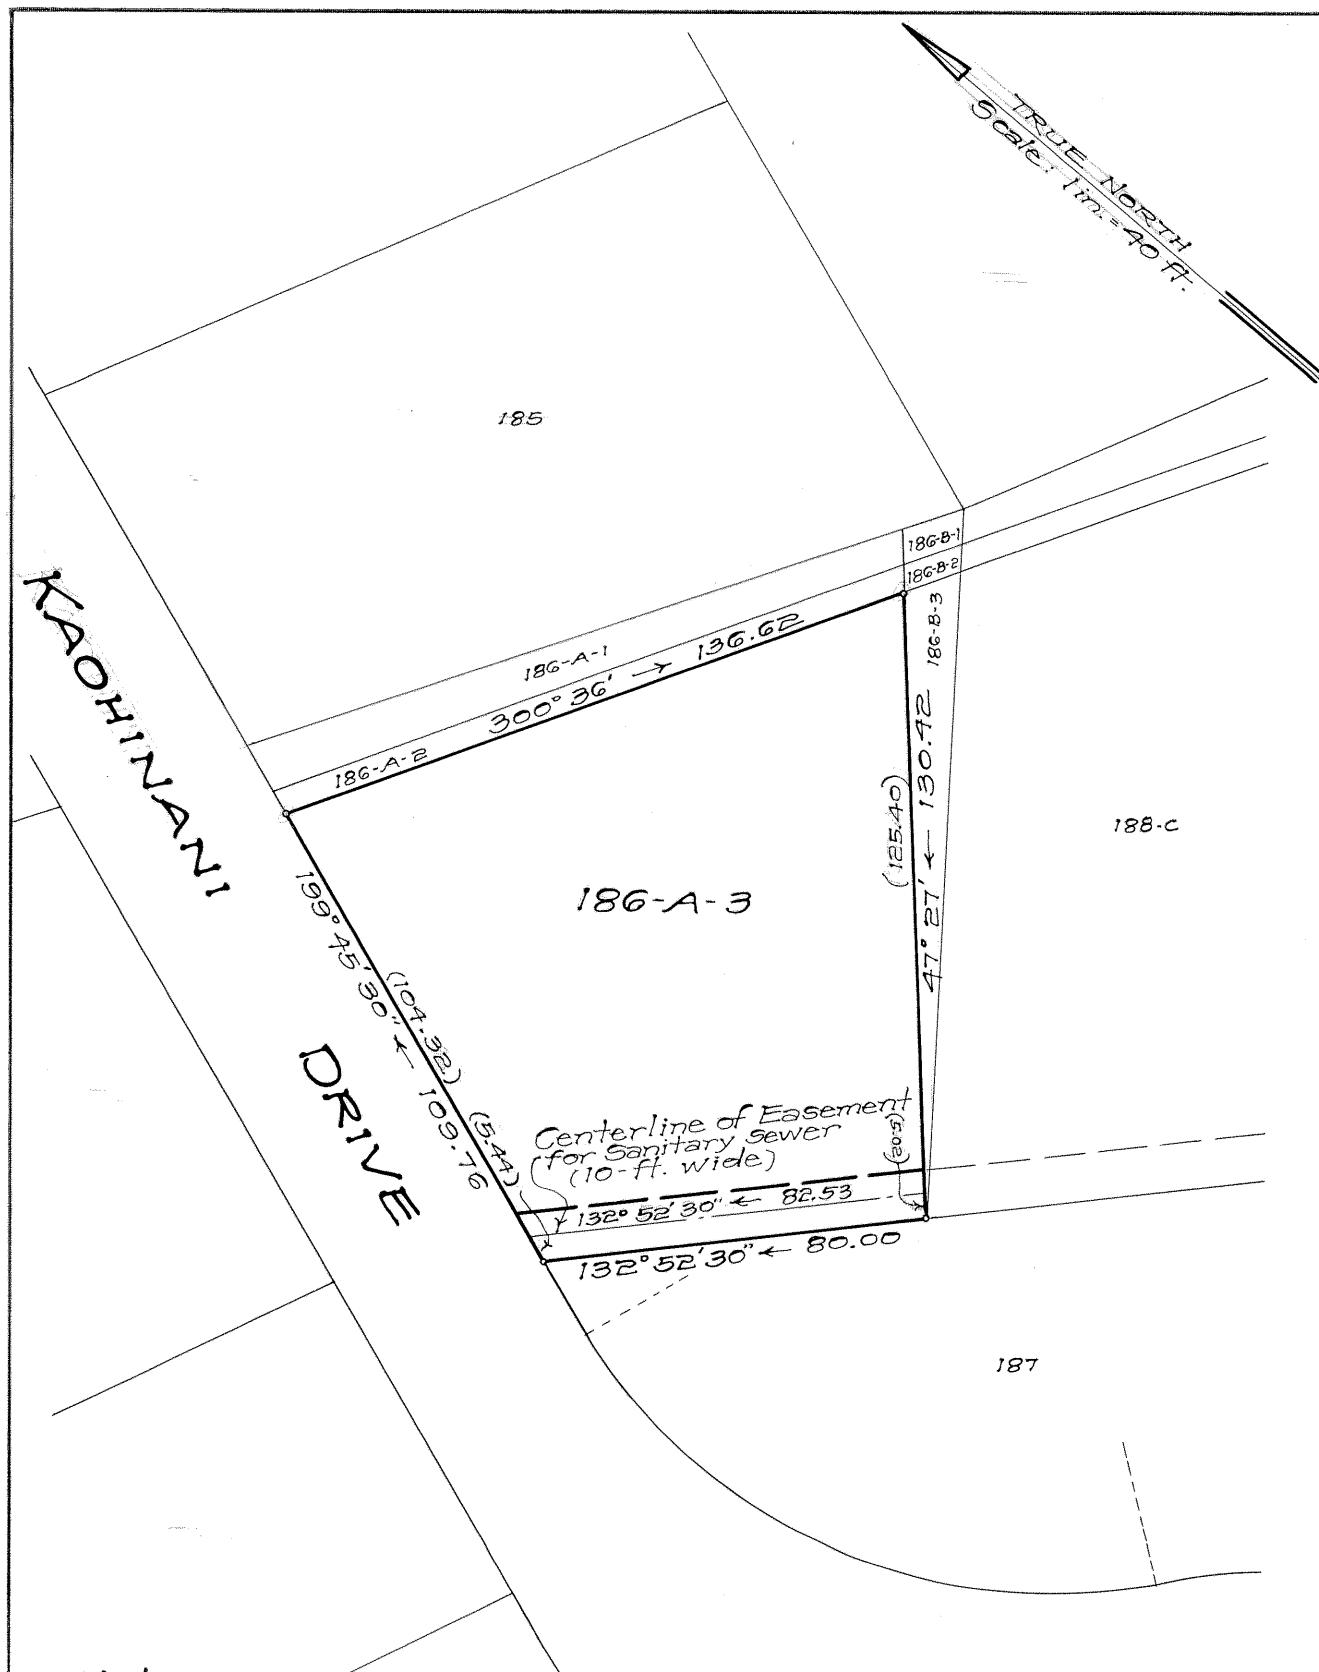 TRUE NORTH
Scale: 1 in. = 40 ft.
185
186-B-1
186-B-2
186-B-3
KAOHINANI
DRIVE
186-A-1
136.62
300° 36' →
186-A-2
(125.40)
47° 27' ← 130.42
188-C
186-A-3
199° 45' 30" ← 109.76
(104.32)
(5.44)
Centerline of Easement
for Sanitary Sewer
(10-ft. wide)
132° 52' 30" ← 82.53
132° 52' 30" ← 80.00
187